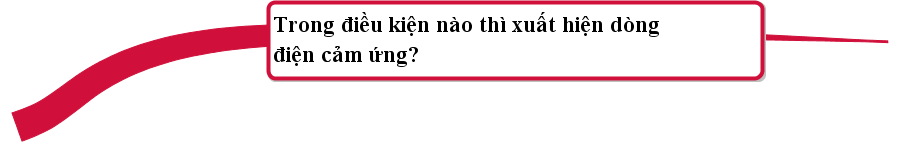 Trong điều kiện nào thì xuất hiện dòng
điện cảm ứng?